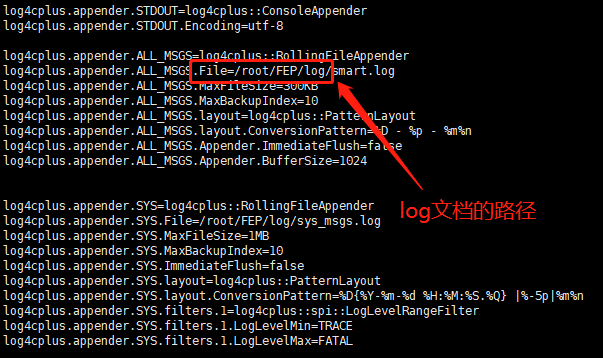 log4cplus.appender.STDOUT=log4cplus::ConsoleAppender
log4cplus.appender.STDOUT.Encoding=utf-8
log4cplus.appender.ALL_MSGS=log4cplus::RollingFileAppender
log4cplus.appender.ALL_MSGS.File=/root/FEP/log/smart.log
log4cplus.appender.ALL_MSGS.MaxFileSize=300KB
log4cplus.appender.ALL_MSGS.MaxBackupIndex=10
log4cplus.appender.ALL_MSGS.layout=log4cplus::PatternLayout
log4cplus.appender.ALL_MSGS.layout.ConversionPattern=%D - %p - %m%n
log4cplus.appender.ALL_MSGS.Appender.ImmediateFlush=false
log4cplus.appender.ALL_MSGS.Appender.BufferSize=1024
log4cplus.appender.SYS=log4cplus::RollingFileAppender
log文档的路径
log4cplus.appender.SYS.File=/root/FEP/log/sys_msgs.log
log4cplus.appender.SYS.MaxFileSize=1MB
log4cplus.appender.SYS.MaxBackupIndex=10
log4cplus.appender.SYS.ImmediateFlush=false
log4cplus.appender.SYS.layout=log4cplus::PatternLayout
log4cplus.appender.SYS.layout.ConversionPattern=%D{%Y-%m-%d %H:%M:%S.%Q} |%-5p|%m%n
log4cplus.appender.SYS.filters.1=log4cplus::spi::LogLevelRangeFilter
log4cplus.appender.SYS.filters.1.LogLevelMin=TRACE
log4cplus.appender.SYS.filters.1.LogLevelMax=FATAL